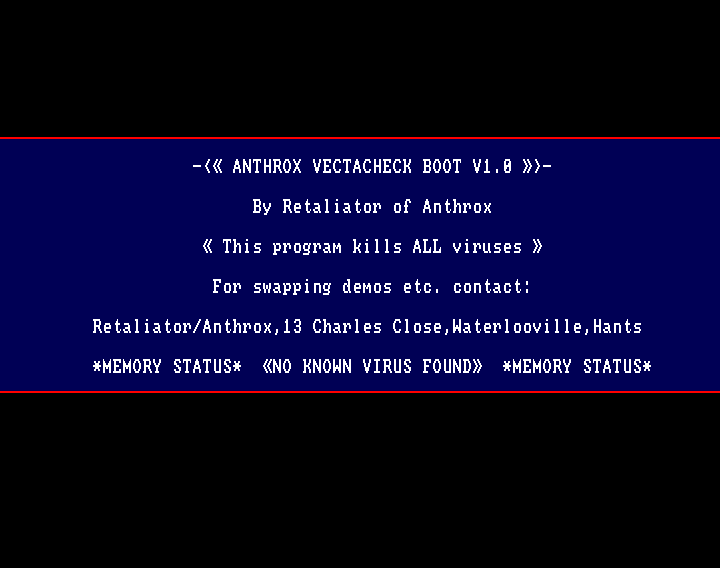 -<« ANTHROX VECTACHECK BOOT V1.0 »>-
By Retaliator of Anthrox
« This program kills ALL viruses »
For swapping demos etc. contact:
Retaliator/Anthrox,13 Charles Close,Waterlooville,Hants
*MEMORY STATUS*  «NO KNOWN VIRUS FOUND»  *MEMORY STATUS*